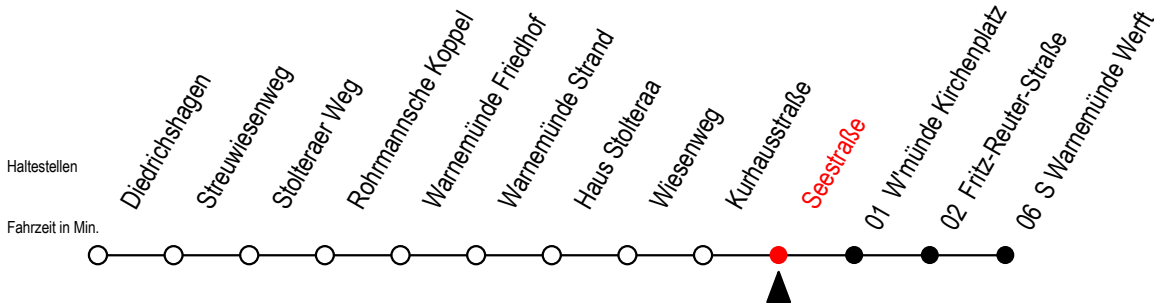 Haltestellen
Fahrzeit in Min.
Diedrichshagen
Streuwiesenweg
Stolteraer Weg
Rohrmannsche Koppel
Warnemünde Friedhof
Warnemünde Strand
Haus Stolteraa
Wiesenweg
Kurhausstraße
Seestraße
01 W'münde Kirchenplatz
02 Fritz-Reuter-Straße
06 S Warnemünde Werft